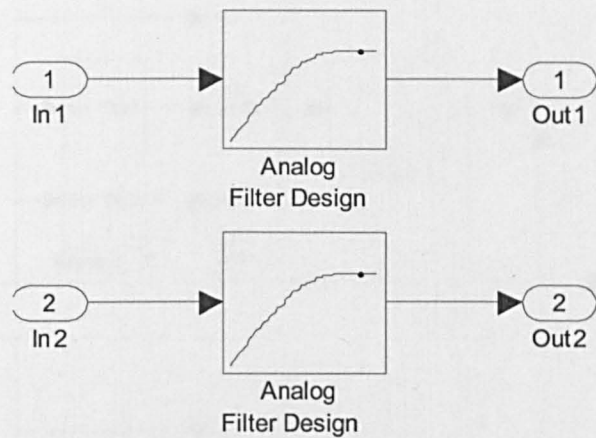 1
In1
Analog
Filter Design
1
Out1
2
In2
Analog
Filter Design
2
Out2